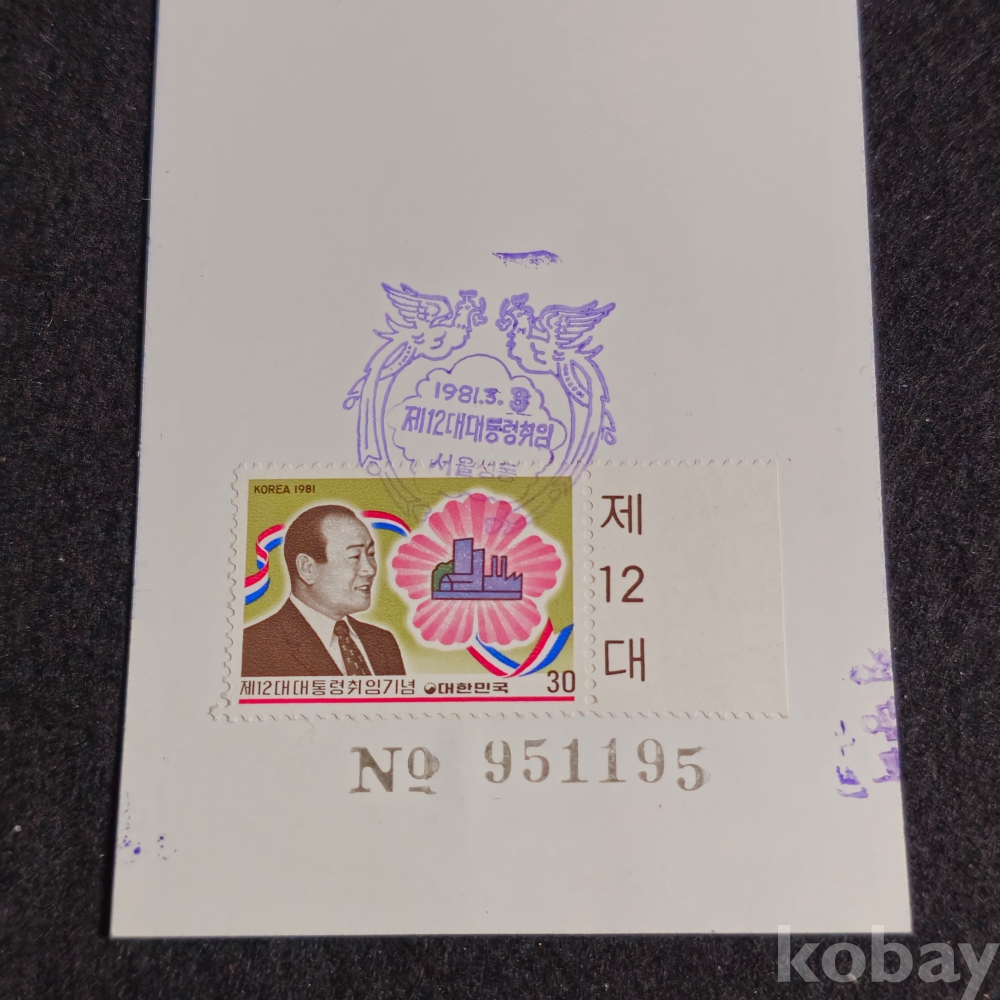 1981.3.3
제12대대통령취임
서울
KOREA 1981
제12대대통령취임기념 대한민국 30
제
12
대
No 951195
kobay